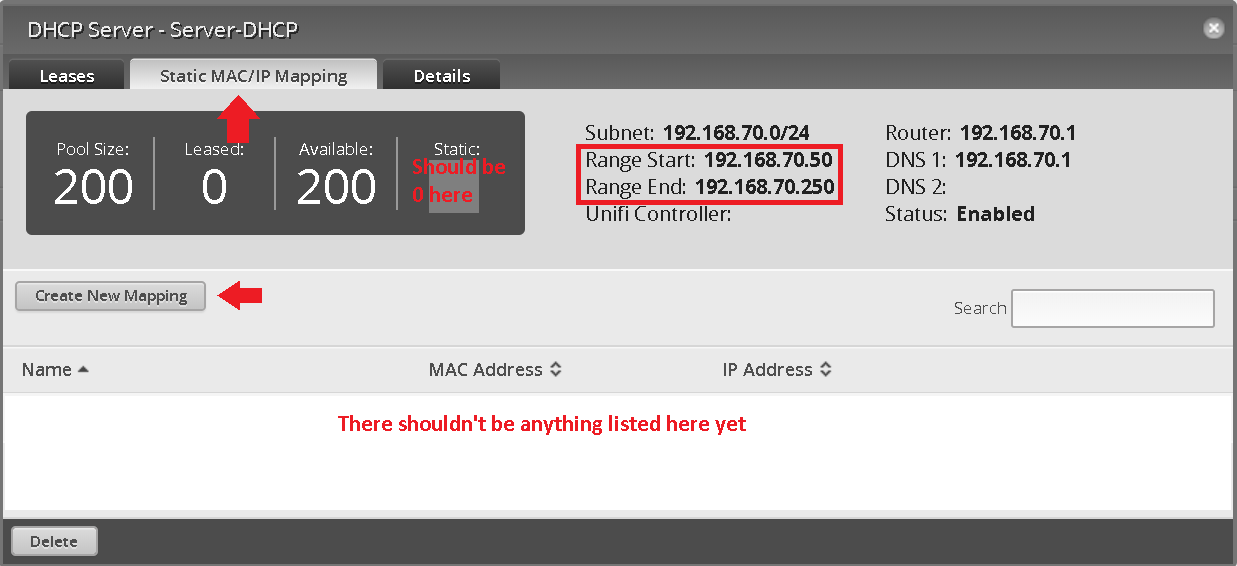 DHCP Server - Server-DHCP
Leases
Static MAC/IP Mapping
Details
Pool Size:
200
Leased:
0
Available:
200
Static:
Should be
0 here
Subnet: 192.168.70.0/24
Range Start: 192.168.70.50
Range End: 192.168.70.250
Unifi Controller:
Router: 192.168.70.1
DNS 1: 192.168.70.1
DNS 2:
Status: Enabled
Create New Mapping
Search
Name
MAC Address
IP Address
There shouldn't be anything listed here yet
Delete